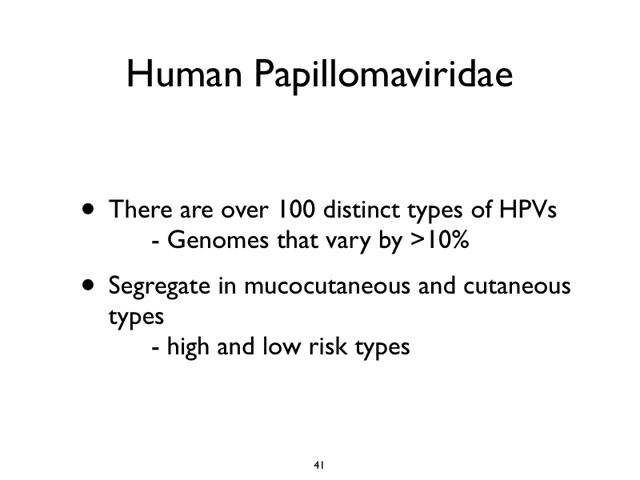 Human Papillomaviridae
• There are over 100 distinct types of HPVs
- Genomes that vary by >10%
• Segregate in mucocutaneous and cutaneous
types
- high and low risk types
41